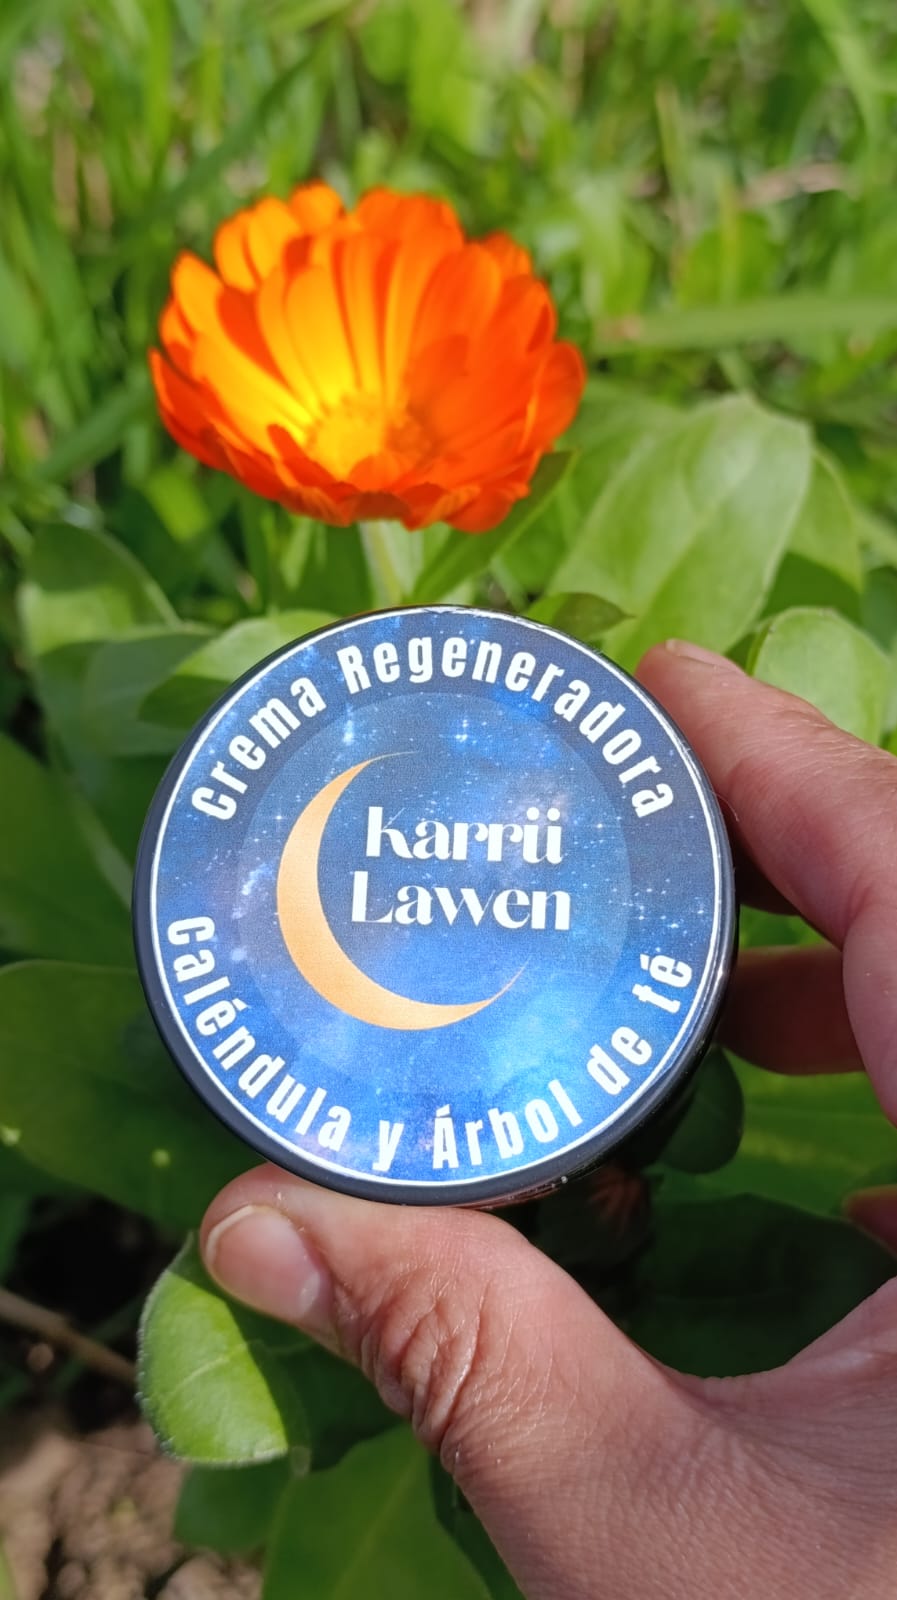 Crema Regeneradora
Karrü
Lawen
Caléndula y Árbol de té